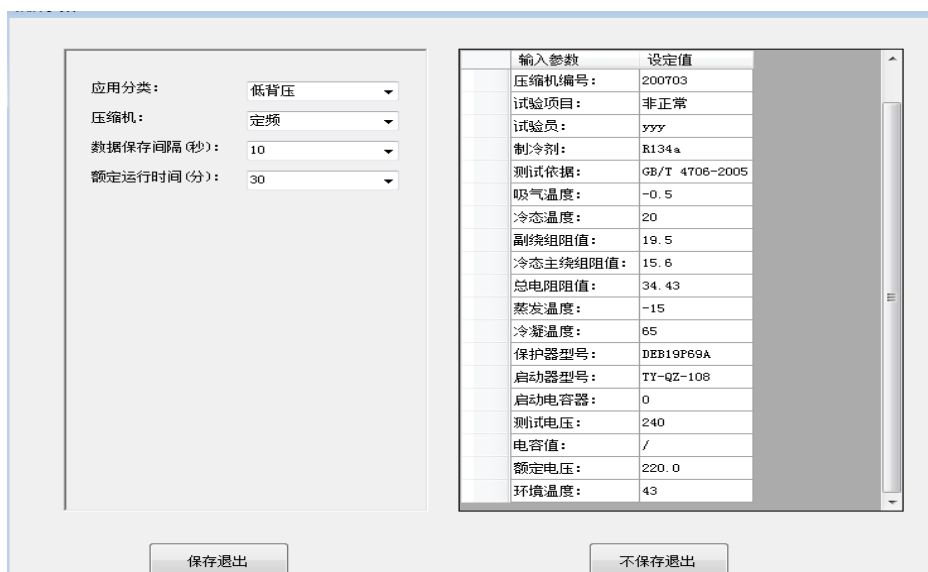 应用分类： 低背压
压缩机： 定频
数据保存间隔(秒)： 10
额定运行时间(分)： 30
输入参数 设定值
压缩机编号： 200703
试验项目： 非正常
试验员： yyy
制冷剂： R134a
测试依据： GB/T 4706-2005
吸气温度： -0.5
冷态温度： 20
副绕组阻值： 19.5
冷态主绕组阻值： 15.6
总电阻阻值： 34.43
蒸发温度： -15
冷凝温度： 65
保护器型号： DEB19P69A
启动器型号： TY-QZ-108
启动电容器： 0
测试电压： 240
电容值： /
额定电压： 220.0
环境温度： 43
保存退出 不保存退出